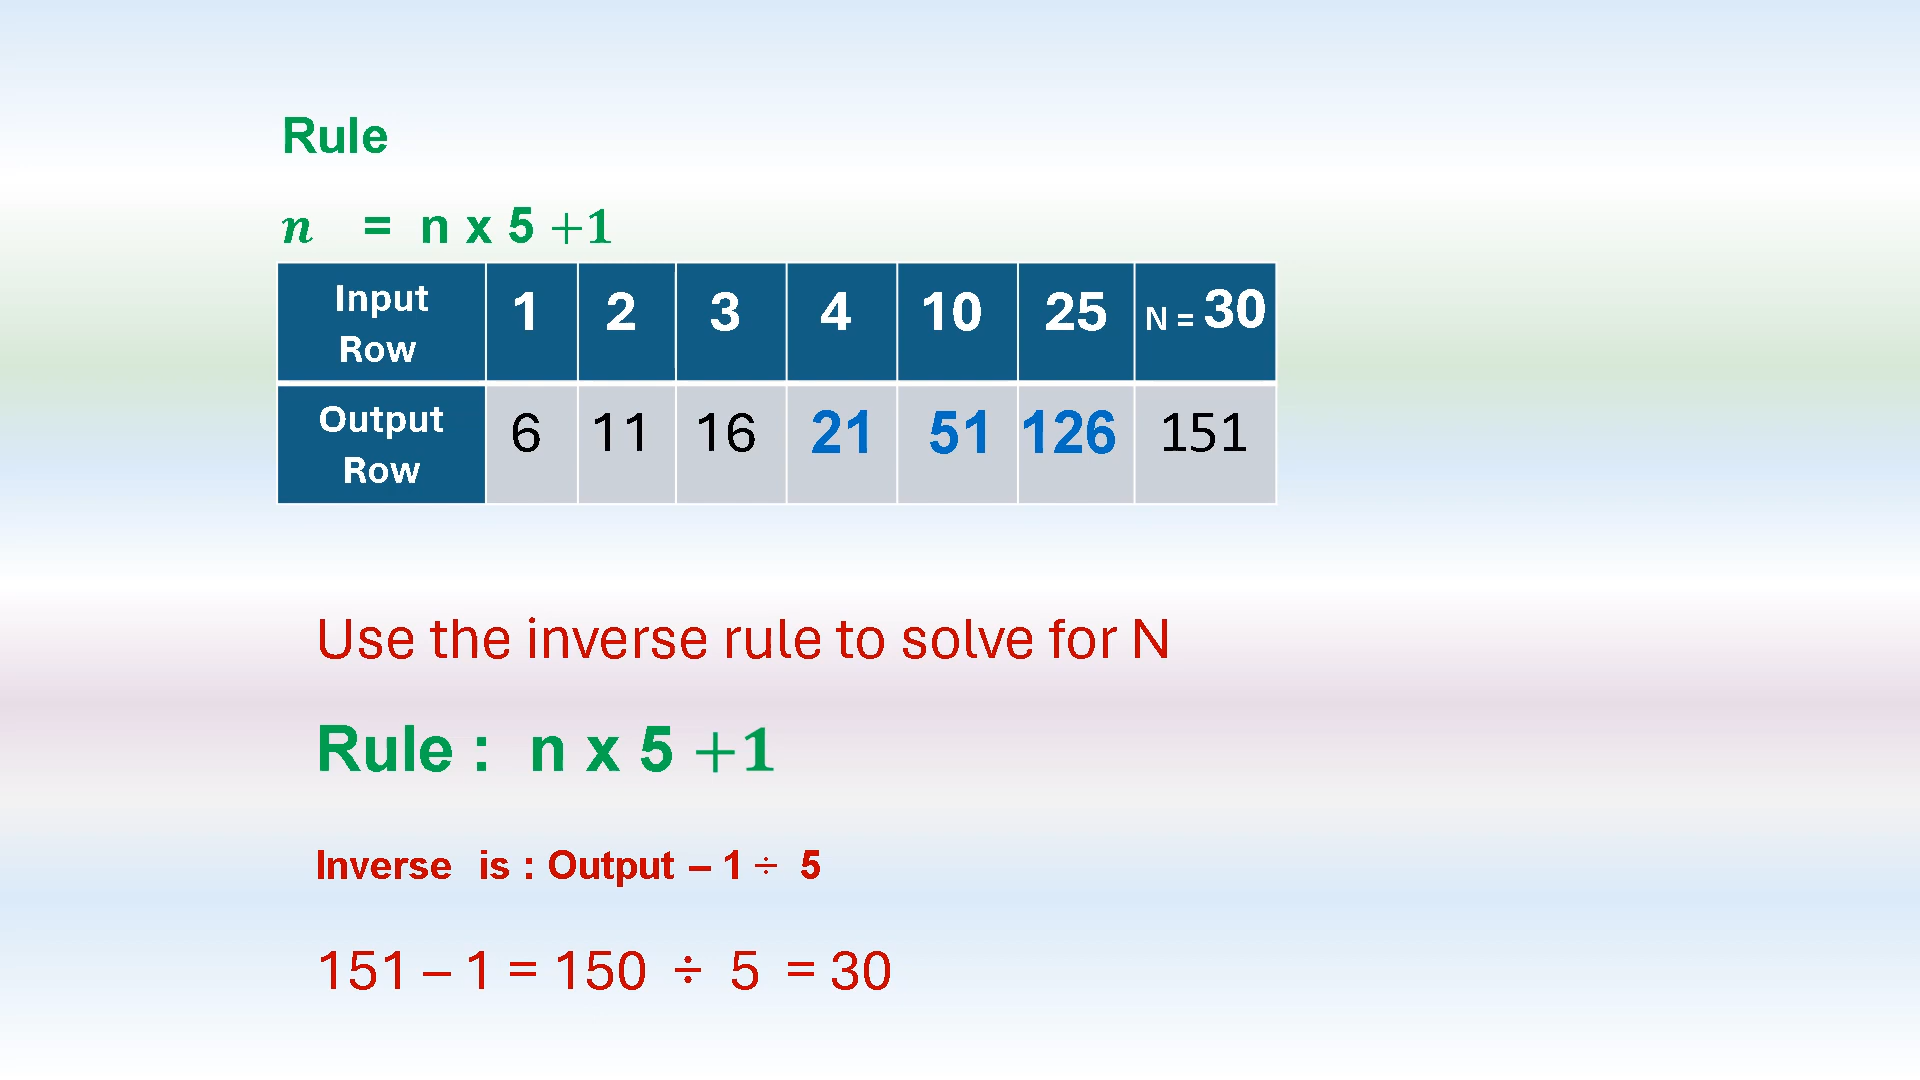 Rule
n = n x 5 +1
Input Row 1 2 3 4 10 25 N = 30
Output Row 6 11 16 21 51 126 151
Use the inverse rule to solve for N
Rule : n x 5 +1
Inverse is : Output – 1 ÷ 5
151 – 1 = 150 ÷ 5 = 30